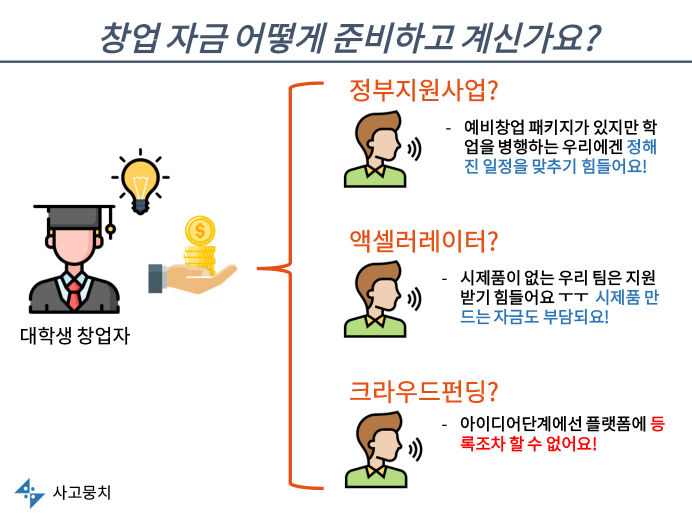 창업 자금 어떻게 준비하고 계신가요?
정부지원사업?
- 예비창업 패키지가 있지만 학
업을 병행하는 우리에겐 정해
진 일정을 맞추기 힘들어요!
액셀러레이터?
- 시제품이 없는 우리 팀은 지원
받기 힘들어요 ㅜㅜ 시제품 만
드는 자금도 부담되요!
대학생 창업자
크라우드펀딩?
- 아이디어단계에선 플랫폼에 등
록조차 할 수 없어요!
사고뭉치